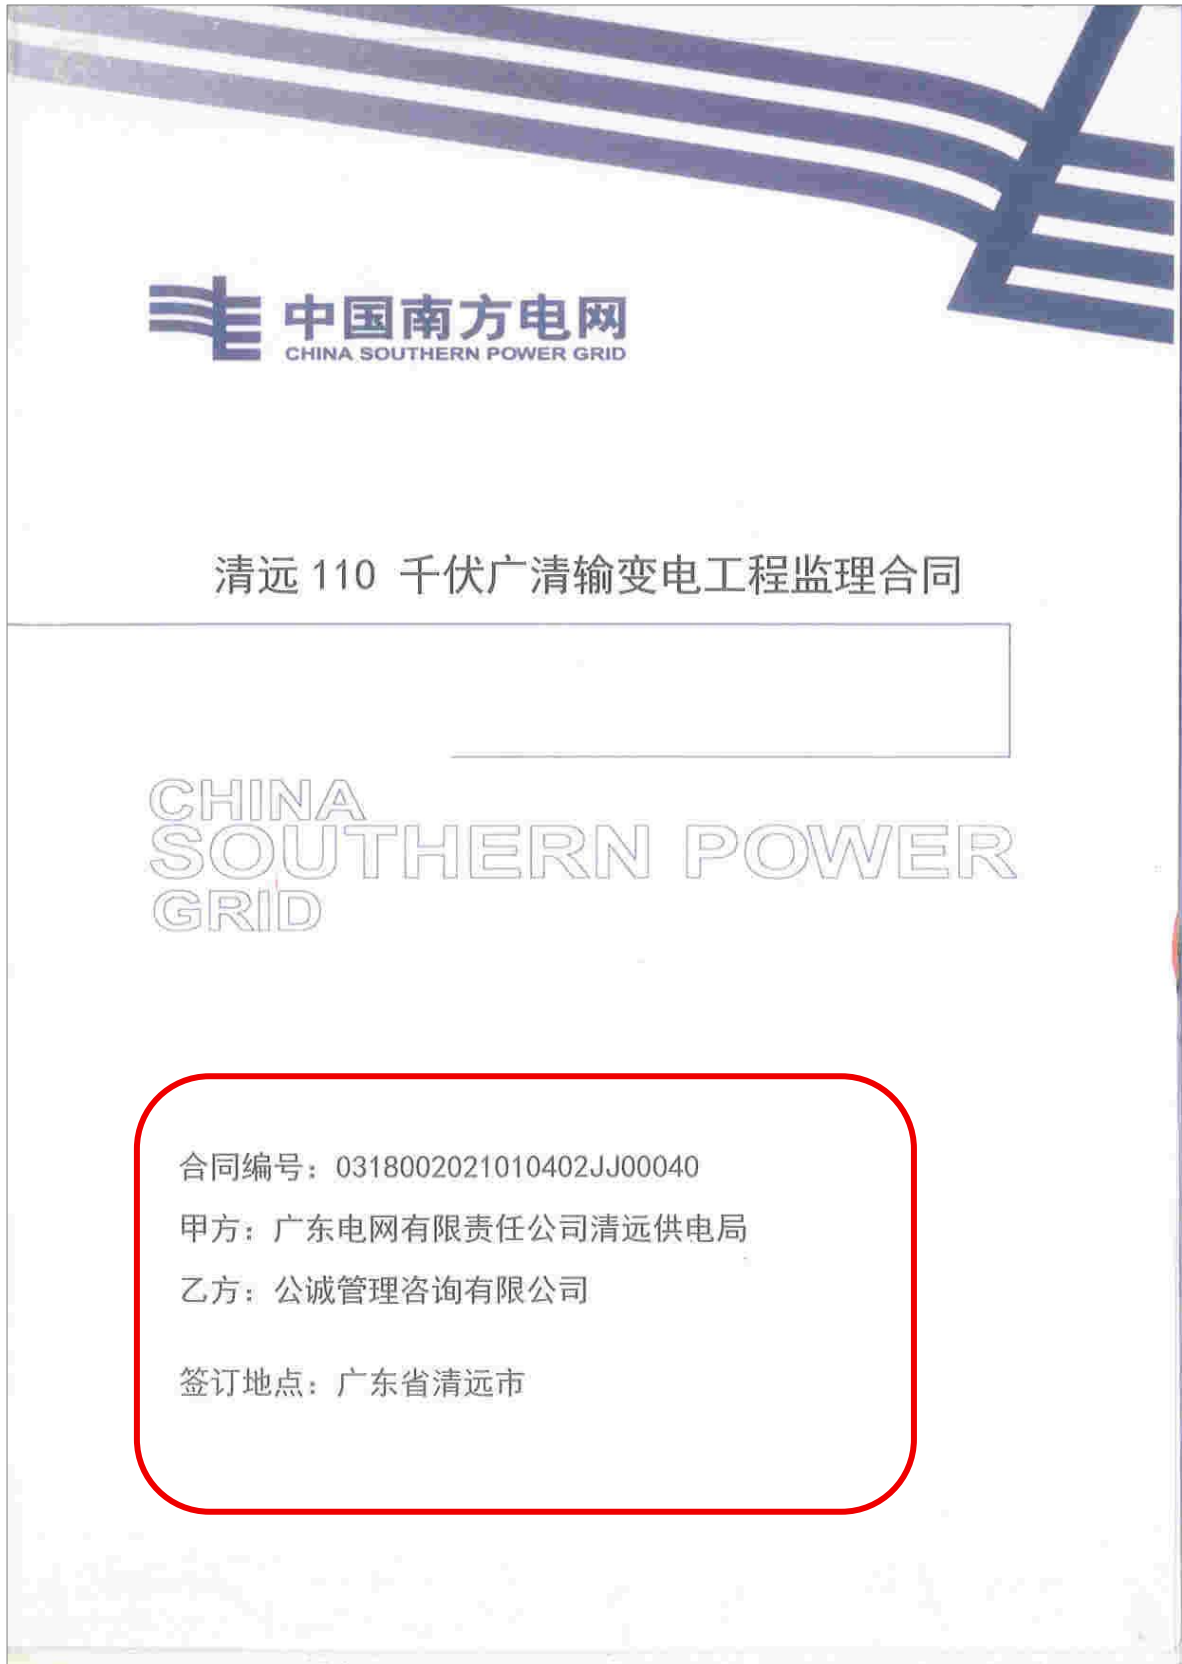 中国南方电网
CHINA SOUTHERN POWER GRID
清远 110 千伏广清输变电工程监理合同
CHINA
SOUTHERN POWER
GRID
合同编号：0318002021010402JJ00040
甲方：广东电网有限责任公司清远供电局
乙方：公诚管理咨询有限公司
签订地点：广东省清远市